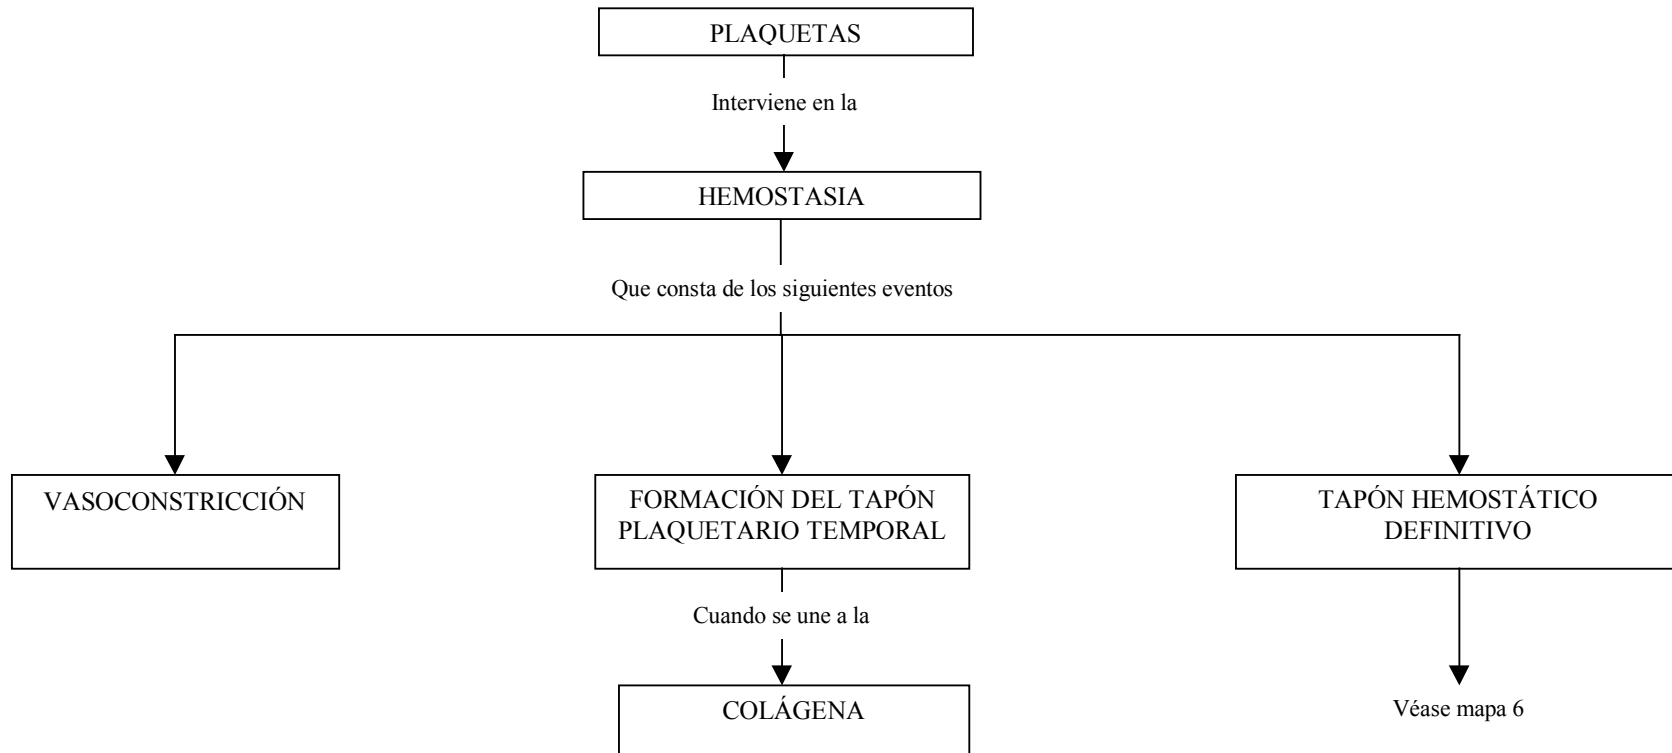 PLAQUETAS
Interviene en la
HEMOSTASIA
Que consta de los siguientes eventos
VASOCONSTRICCIÓN
FORMACIÓN DEL TAPÓN
PLAQUETARIO TEMPORAL
TAPÓN HEMOSTÁTICO
DEFINITIVO
Cuando se une a la
COLÁGENA
Véase mapa 6